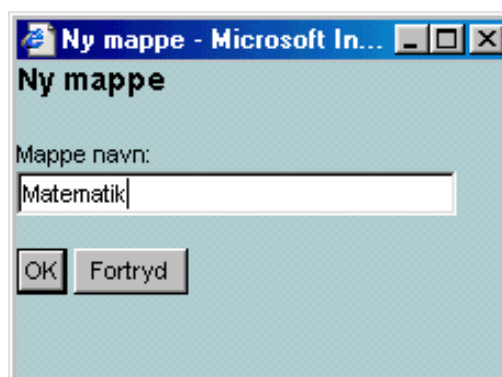 Ny mappe - Microsoft In...
Ny mappe
Mappe navn:
Matematik
OK Fortryd